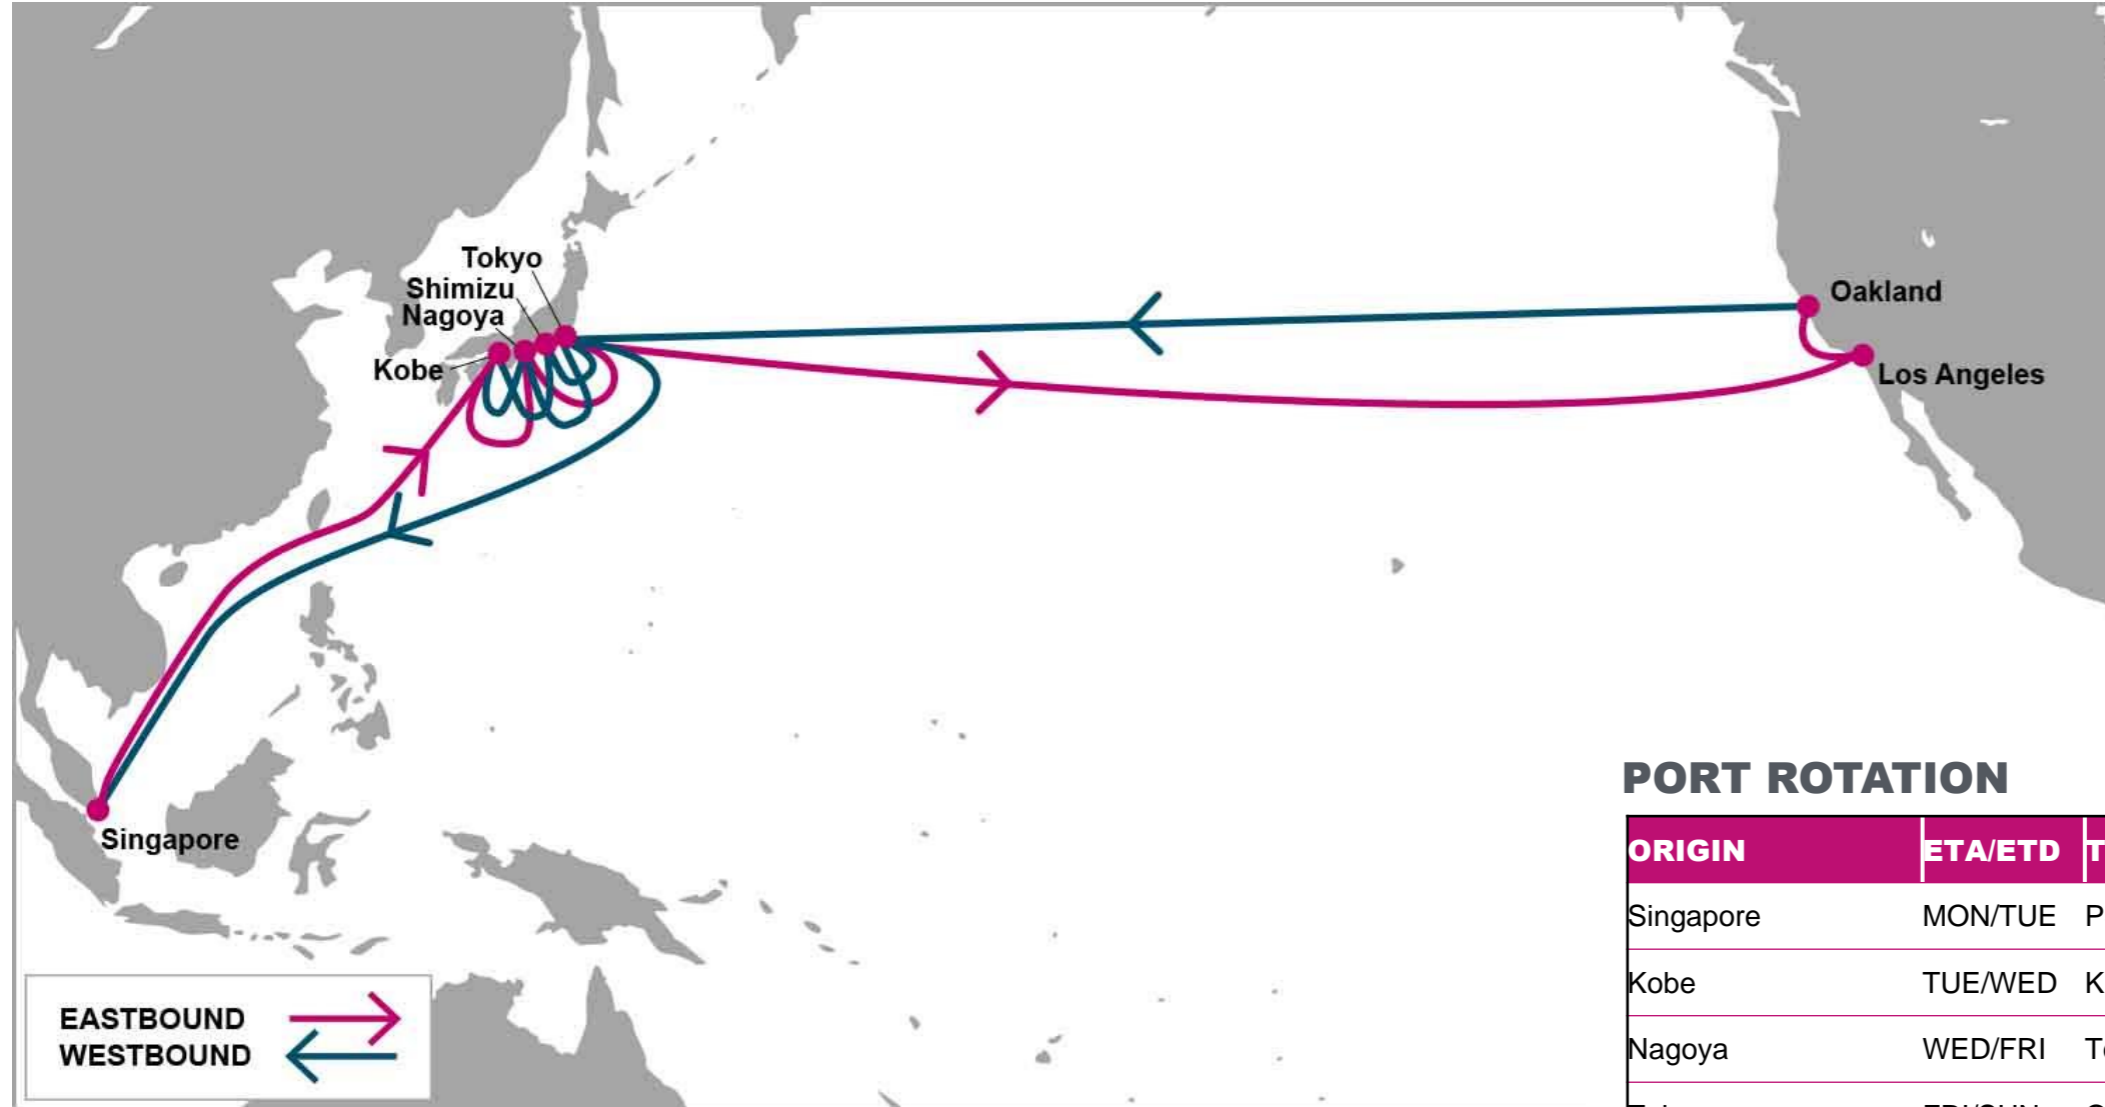 Tokyo
Shimizu
Nagoya
Kobe
Oakland
Los Angeles
Singapore
EASTBOUND
WESTBOUND
PORT ROTATION
ORIGIN ETA/ETD T
Singapore MON/TUE P
Kobe TUE/WED K
Nagoya WED/FRI